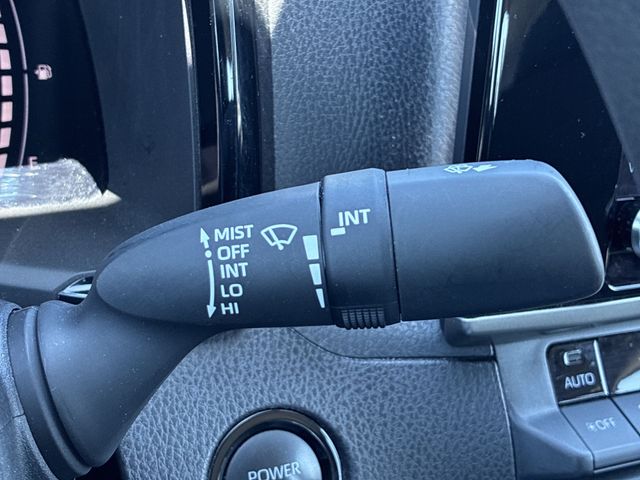 E
MIST
OFF
INT
LO
HI
INT
AUTO
OFF
POWER